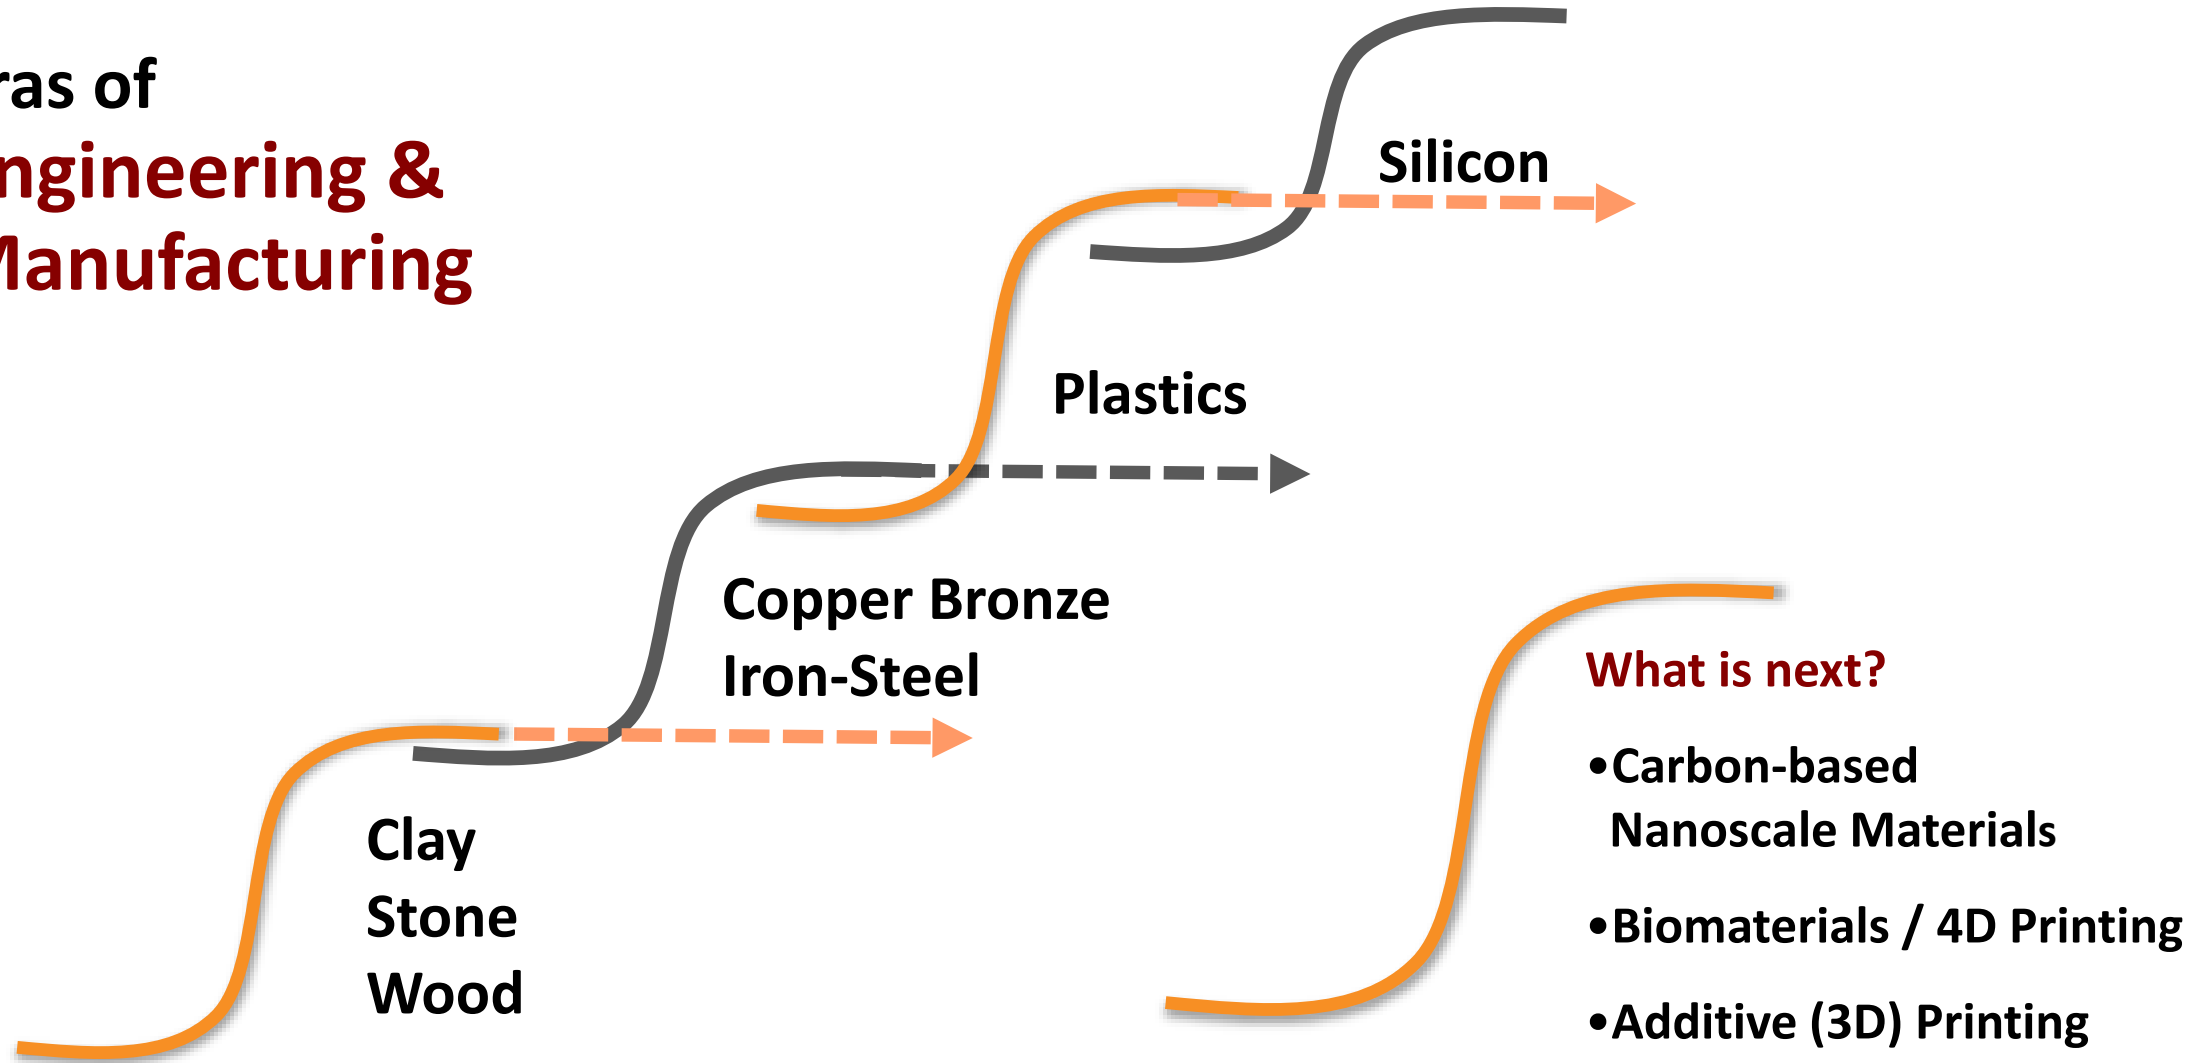 ras of
ngineering &
Manufacturing
Silicon
Plastics
Copper Bronze
Iron-Steel
Clay
Stone
Wood
What is next?
•Carbon-based
Nanoscale Materials
•Biomaterials / 4D Printing
•Additive (3D) Printing